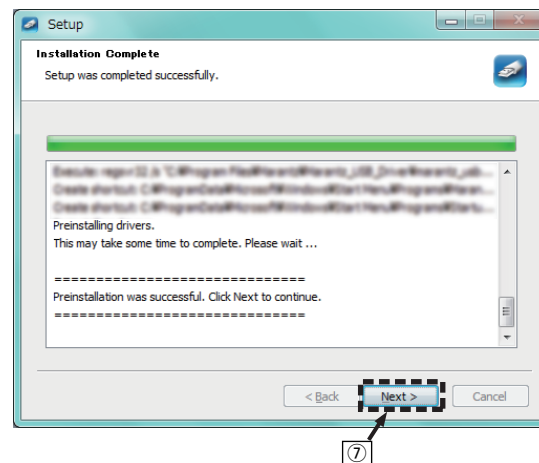 Setup
Installation Complete
Setup was completed successfully.
Preinstalling drivers.
This may take some time to complete. Please wait ...
==============================
Preinstallation was successful. Click Next to continue.
==============================
< Back
Next >
Cancel
⑦